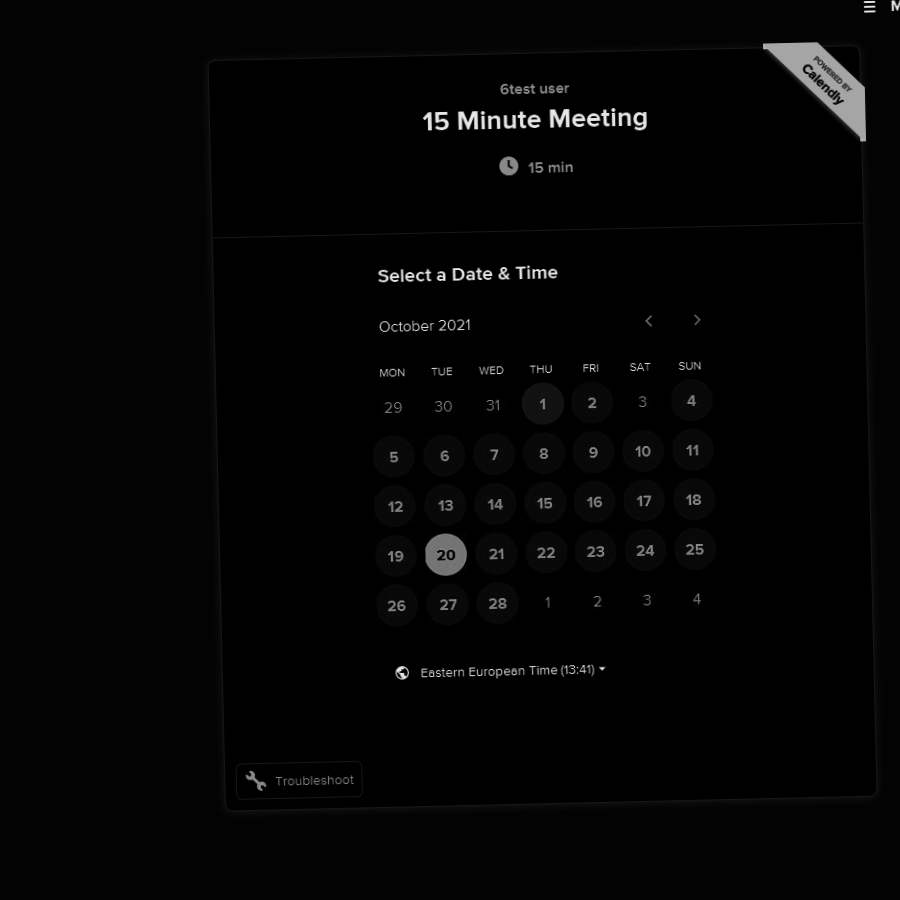 ☰ M
POWERED BY
Calendly
6test user
15 Minute Meeting
15 min
Select a Date & Time
October 2021
MON TUE WED THU FRI SAT SUN
29 30 31 1 2 3 4
5 6 7 8 9 10 11
12 13 14 15 16 17 18
19 20 21 22 23 24 25
26 27 28 1 2 3 4
Eastern European Time (13:41)
Troubleshoot